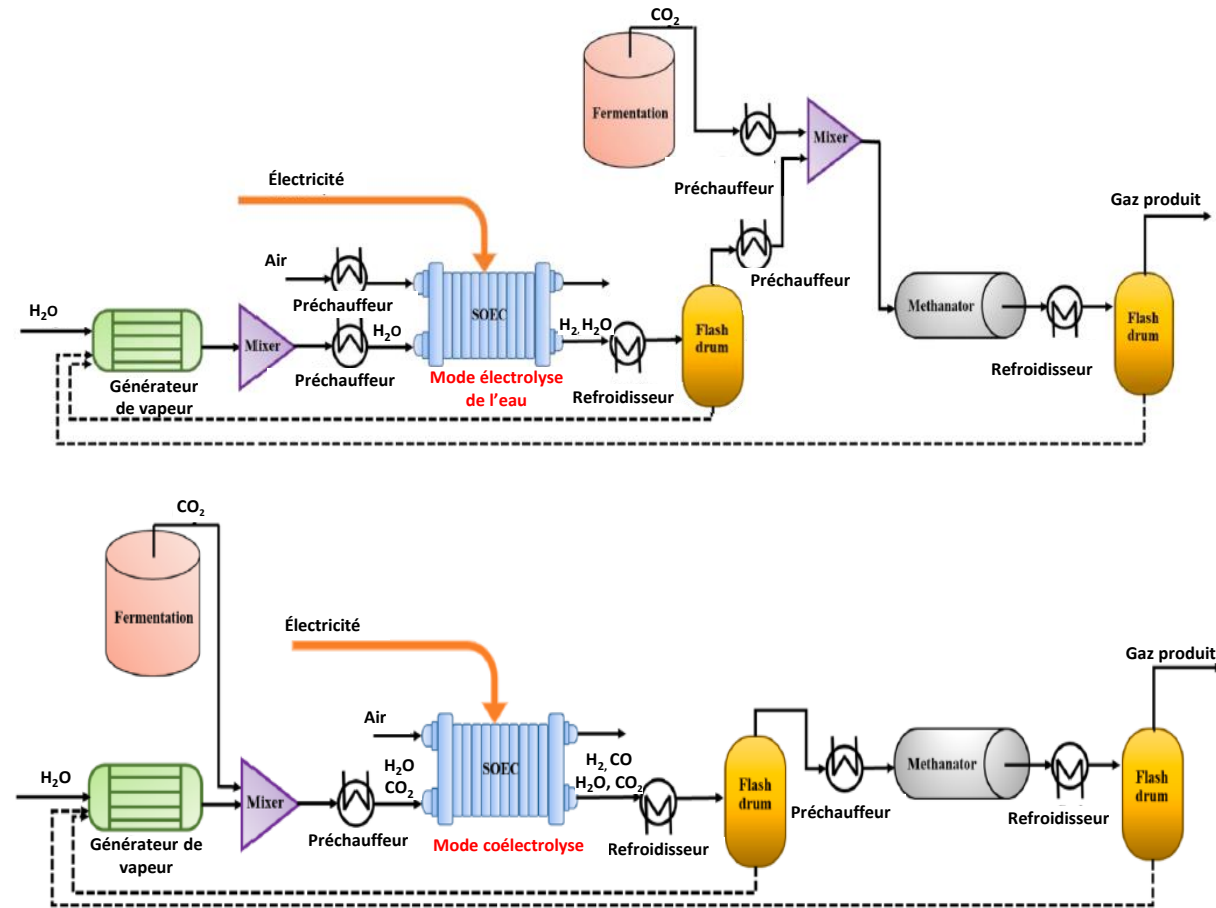 CO₂
Fermentation
Mixer
Préchauffeur
Électricité
Gaz produit
Air
Préchauffeur
Préchauffeur
SOEC
Methanator
Flash
drum
H₂O
Mixer
H₂O
H₂, H₂O
Flash
drum
Préchauffeur
Mode électrolyse
de l'eau
Refroidisseur
Refroidisseur
Générateur
de vapeur
CO₂
Fermentation
Électricité
Gaz produit
Air
SOEC
H₂O
CO₂
H₂, CO
H₂O, CO₂
Methanator
Flash
drum
Flash
drum
H₂O
Mixer
Préchauffeur
Refroidisseur
Préchauffeur
Mode coélectrolyse
Refroidisseur
Générateur de
vapeur